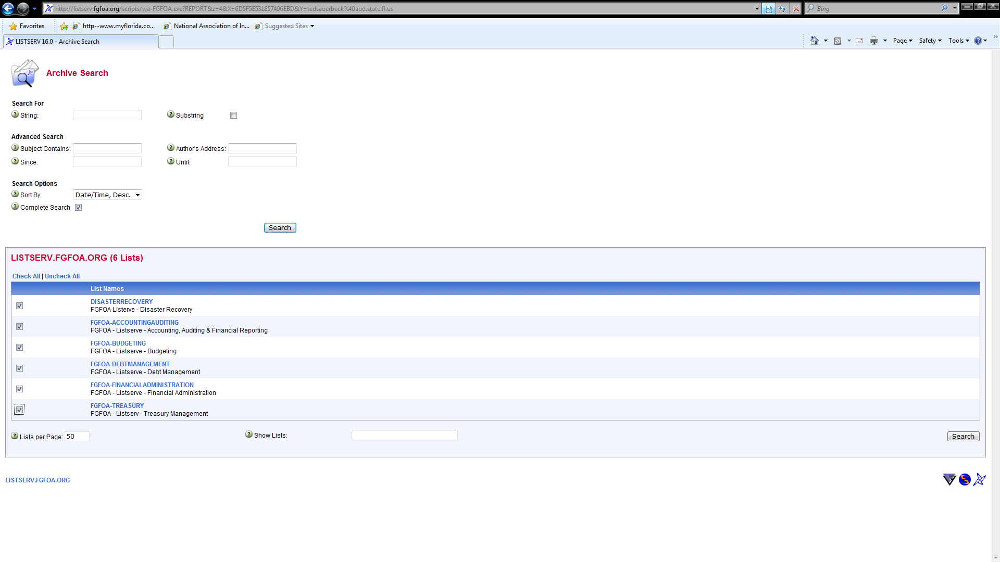 http://listserv.fgfoa.org/scripts/wa-FGFOA.exe?REPORT&z=4&X=6D5F5E531857496EBD&Y=tedsauerbeck%40aud.state.fl.us
Bing
Favorites
http--www.myflorida.co...
National Association of In...
Suggested Sites
LISTSERV 16.0 - Archive Search
Page
Safety
Tools
Archive Search
Search For
String:
Substring
Advanced Search
Subject Contains:
Author's Address:
Since:
Until:
Search Options
Sort By:
Date/Time, Desc.
Complete Search
Search
LISTSERV.FGFOA.ORG (6 Lists)
Check All | Uncheck All
List Names
DISASTERRECOVERY
FGFOA Listerve - Disaster Recovery
FGFOA-ACCOUNTINGAUDITING
FGFOA - Listserve - Accounting, Auditing & Financial Reporting
FGFOA-BUDGETING
FGFOA - Listserve - Budgeting
FGFOA-DEBTMANAGEMENT
FGFOA - Listserve - Debt Management
FGFOA-FINANCIALADMINISTRATION
FGFOA - Listserve - Financial Administration
FGFOA-TREASURY
FGFOA - Listserv - Treasury Management
Lists per Page: 50
Show Lists:
Search
LISTSERV.FGFOA.ORG